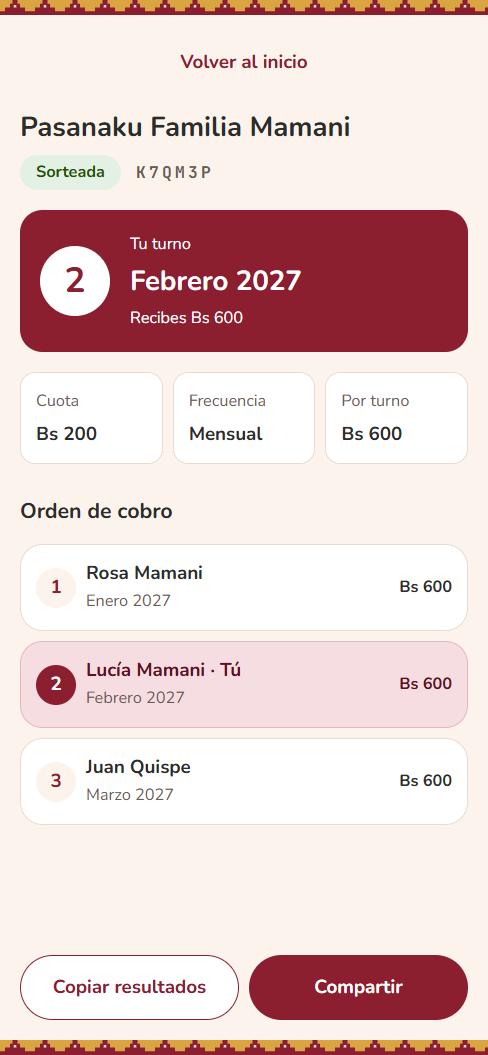 Volver al inicio
Pasanaku Familia Mamani
Sorteada K7QM3P
2
Tu turno
Febrero 2027
Recibes Bs 600
Cuota
Bs 200
Frecuencia
Mensual
Por turno
Bs 600
Orden de cobro
1
Rosa Mamani
Enero 2027
Bs 600
2
Lucía Mamani · Tú
Febrero 2027
Bs 600
3
Juan Quispe
Marzo 2027
Bs 600
Copiar resultados
Compartir